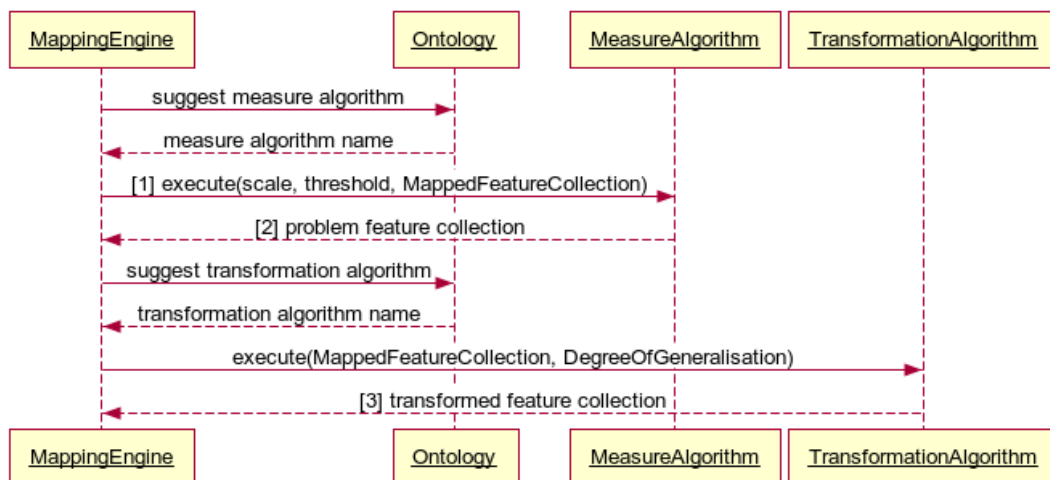 MappingEngine Ontology MeasureAlgorithm TransformationAlgorithm
suggest measure algorithm
measure algorithm name
[1] execute(scale, threshold, MappedFeatureCollection)
[2] problem feature collection
suggest transformation algorithm
transformation algorithm name
execute(MappedFeatureCollection, DegreeOfGeneralisation)
[3] transformed feature collection
MappingEngine Ontology MeasureAlgorithm TransformationAlgorithm